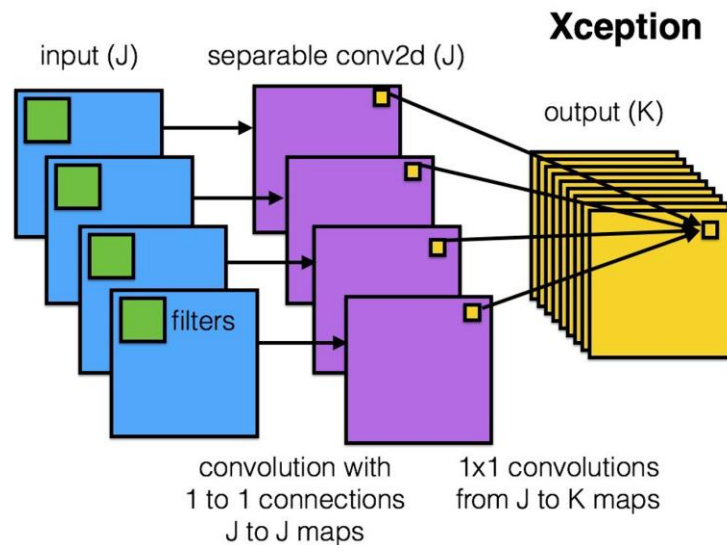 Xception
input (J)
separable conv2d (J)
output (K)
filters
convolution with
1 to 1 connections
J to J maps
1x1 convolutions
from J to K maps